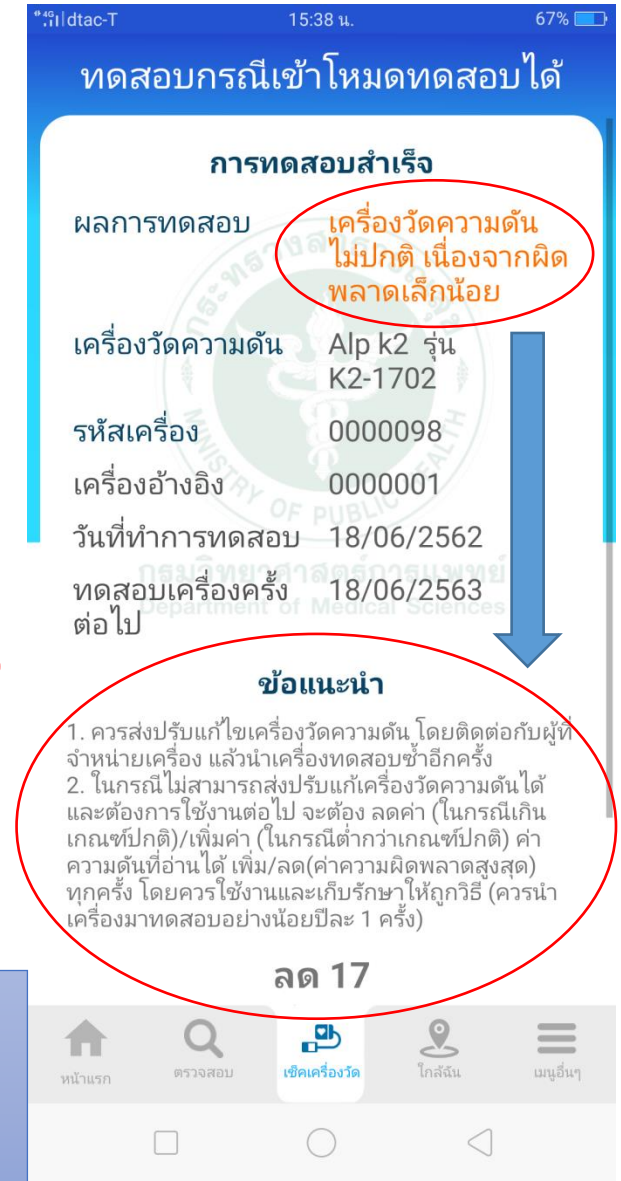 4G dtac-T 15:38 น. 67%
ทดสอบกรณีเข้าโหมดทดสอบได้
การทดสอบสำเร็จ
ผลการทดสอบ เครื่องวัดความดัน
ไม่ปกติ เนื่องจากผิด
พลาดเล็กน้อย
เครื่องวัดความดัน Alp k2 รุ่น
K2-1702
รหัสเครื่อง 0000098
เครื่องอ้างอิง 0000001
วันที่ทำการทดสอบ 18/06/2562
ทดสอบเครื่องครั้ง 18/06/2563
ต่อไป
กระทรวงสาธารณสุข
MINISTRY OF PUBLIC HEALTH
กรมวิทยาศาสตร์การแพทย์
Department of Medical Sciences
ข้อแนะนำ
1. ควรส่งปรับแก้ไขเครื่องวัดความดัน โดยติดต่อกับผู้ที่
จำหน่ายเครื่อง แล้วนำเครื่องทดสอบซ้ำอีกครั้ง
2. ในกรณีไม่สามารถส่งปรับแก้เครื่องวัดความดันได้
และต้องการใช้งานต่อไป จะต้อง ลดค่า (ในกรณีเกิน
เกณฑ์ปกติ)/เพิ่มค่า (ในกรณีต่ำกว่าเกณฑ์ปกติ) ค่า
ความดันที่อ่านได้ เพิ่ม/ลด(ค่าความผิดพลาดสูงสุด)
ทุกครั้ง โดยควรใช้งานและเก็บรักษาให้ถูกวิธี (ควรนำ
เครื่องมาทดสอบอย่างน้อยปีละ 1 ครั้ง)
ลด 17
หน้าแรก ตรวจสอบ เช็คเครื่องวัด ใกล้ฉัน เมนูอื่นๆ